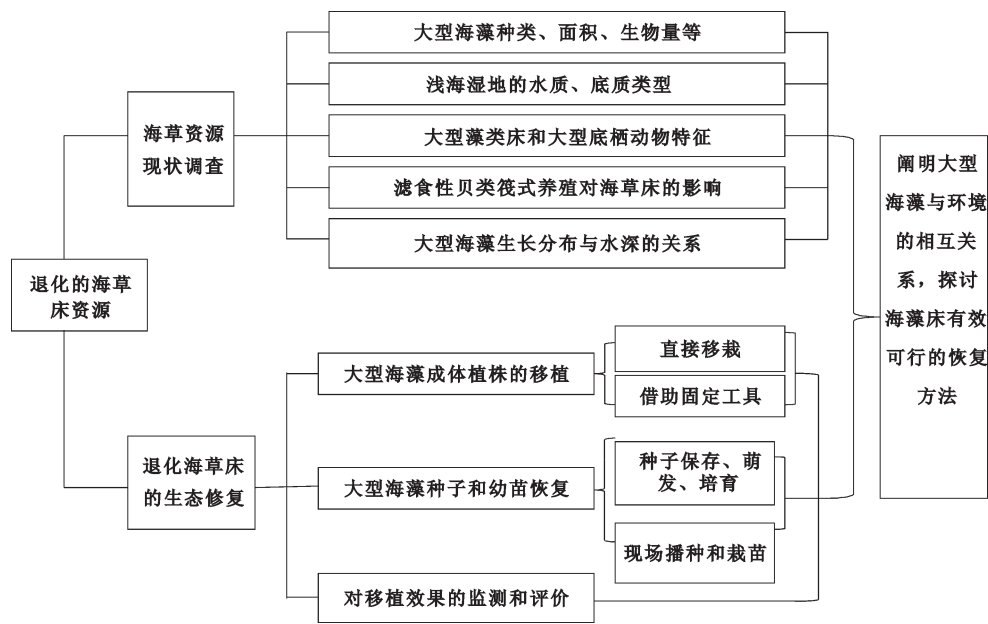 退化的海草
床资源
海草资源
现状调查
大型海藻种类、面积、生物量等
浅海湿地的水质、底质类型
大型藻类床和大型底栖动物特征
滤食性贝类筏式养殖对海草床的影响
大型海藻生长分布与水深的关系
退化海草床
的生态修复
大型海藻成体植株的移植
直接移栽
借助固定工具
大型海藻种子和幼苗恢复
种子保存、萌
发、培育
现场播种和栽苗
对移植效果的监测和评价
阐明大型
海藻与环境
的相互关
系，探讨
海藻床有效
可行的恢复
方法